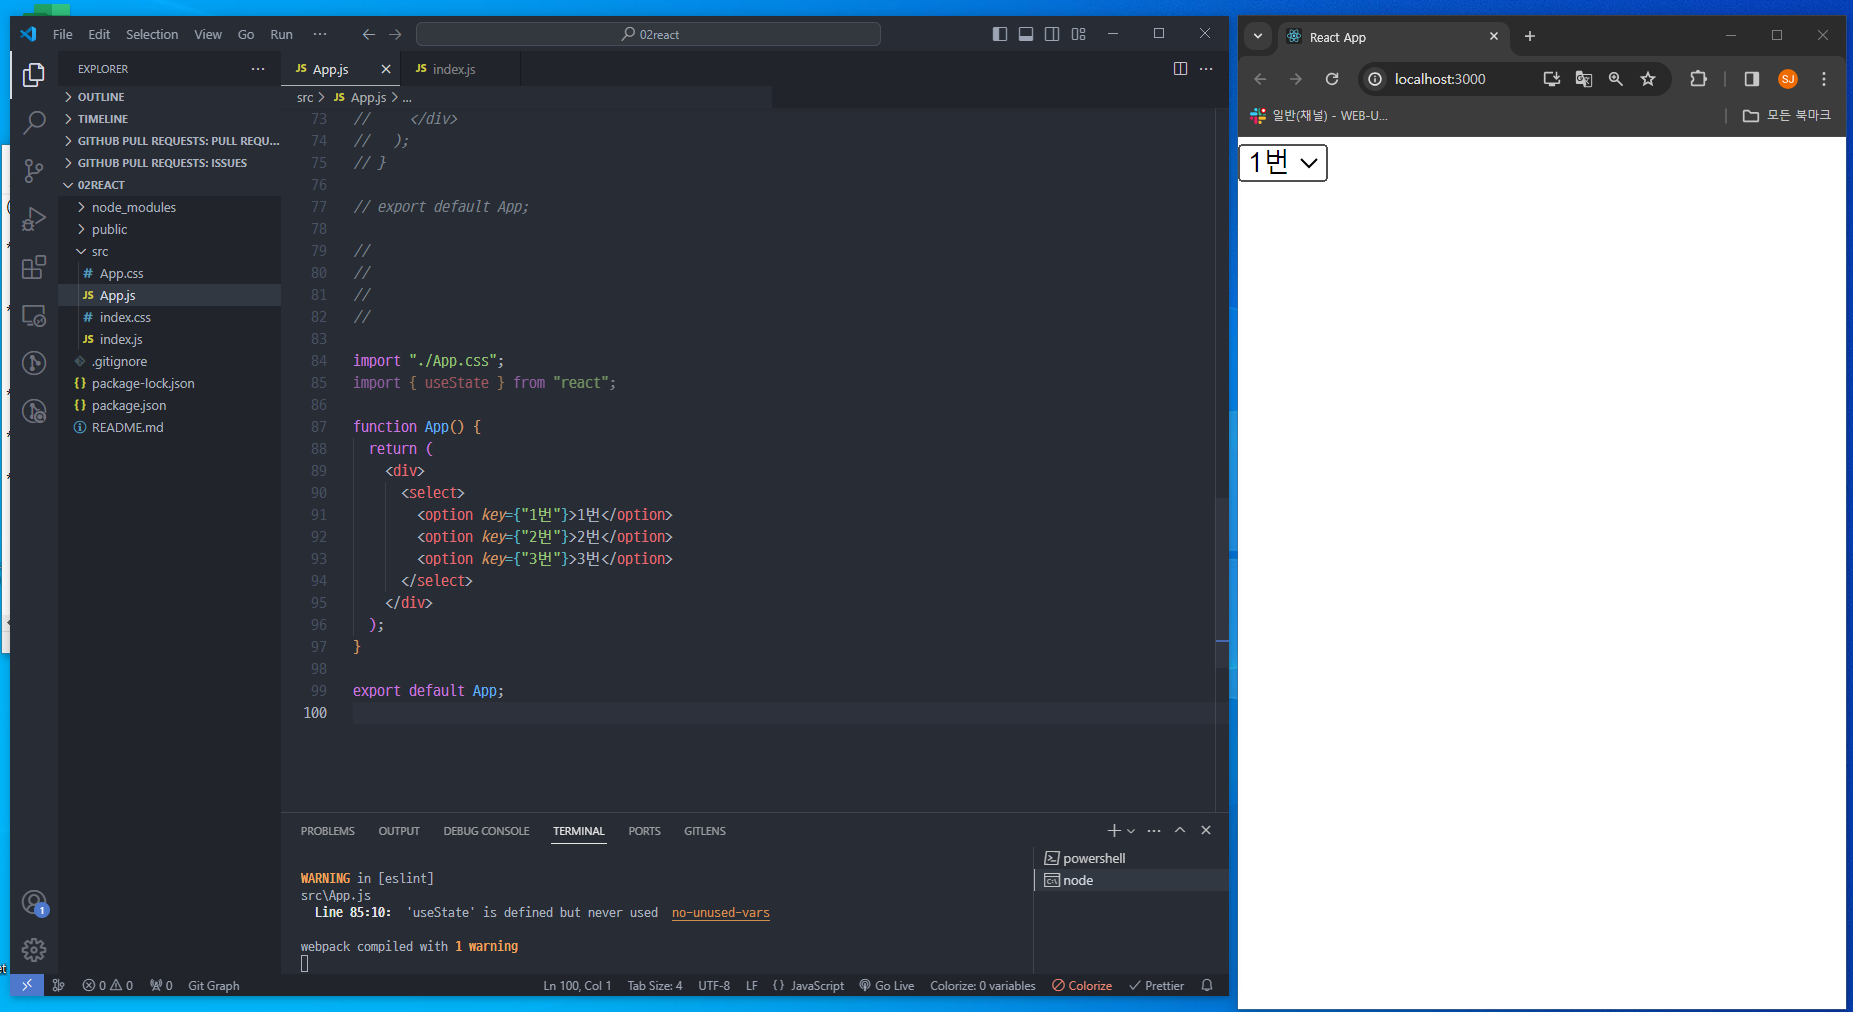 File Edit Selection View Go Run ··· 02react
EXPLORER ···
OUTLINE
TIMELINE
GITHUB PULL REQUESTS: PULL REQU...
GITHUB PULL REQUESTS: ISSUES
02REACT
node_modules
public
src
# App.css
JS App.js
# index.css
JS index.js
.gitignore
{} package-lock.json
{} package.json
README.md
1
JS App.js JS index.js ···
src > JS App.js > ...
73 //     </div>
74 //   );
75 // }
76
77 // export default App;
78
79 //
80 //
81 //
82 //
83
84 import "./App.css";
85 import { useState } from "react";
86
87 function App() {
88   return (
89     <div>
90       <select>
91         <option key={"1번"}>1번</option>
92         <option key={"2번"}>2번</option>
93         <option key={"3번"}>3번</option>
94       </select>
95     </div>
96   );
97 }
98
99 export default App;
100
PROBLEMS OUTPUT DEBUG CONSOLE TERMINAL PORTS GITLENS ···
WARNING in [eslint]
src\App.js
  Line 85:10:  'useState' is defined but never used  no-unused-vars
webpack compiled with 1 warning
powershell
node
0 0 0 Git Graph Ln 100, Col 1 Tab Size: 4 UTF-8 LF {} JavaScript Go Live Colorize: 0 variables Colorize Prettier
React App
localhost:3000 SJ
일반(채널) - WEB-U... 모든 북마크
1번